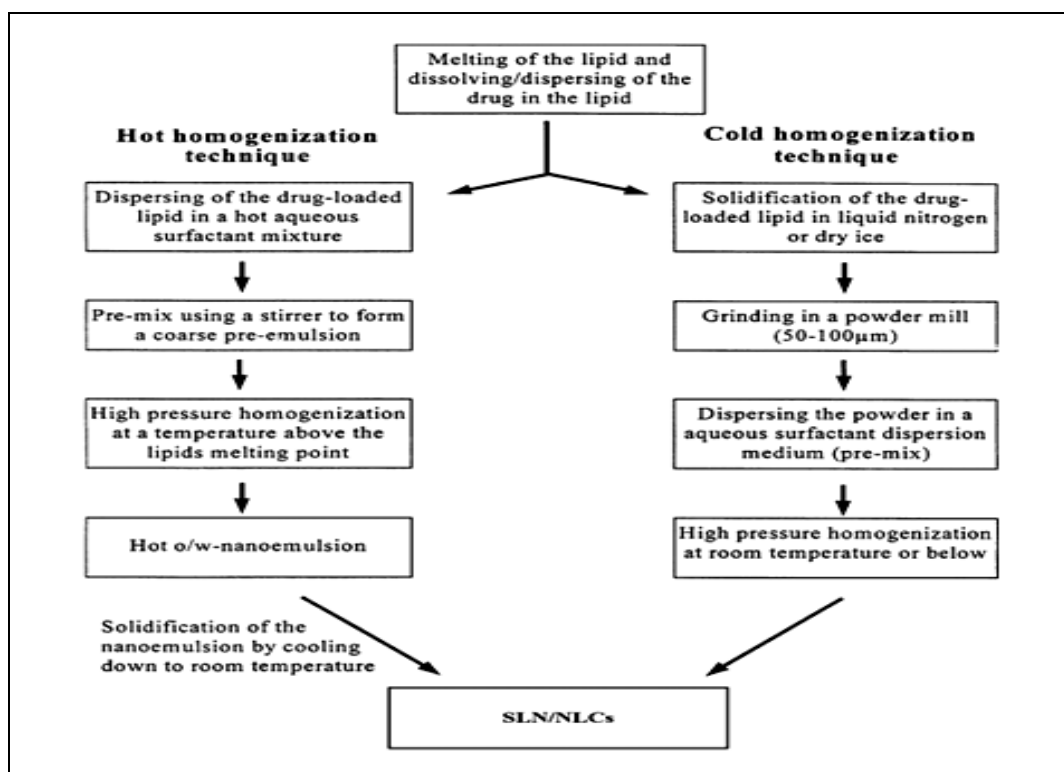 Melting of the lipid and
dissolving/dispersing of the
drug in the lipid
Hot homogenization
technique
Dispersing of the drug-loaded
lipid in a hot aqueous
surfactant mixture
Pre-mix using a stirrer to form
a coarse pre-emulsion
High pressure homogenization
at a temperature above the
lipids melting point
Hot o/w-nanoemulsion
Solidification of the
nanoemulsion by cooling
down to room temperature
Cold homogenization
technique
Solidification of the drug-
loaded lipid in liquid nitrogen
or dry ice
Grinding in a powder mill
(50-100μm)
Dispersing the powder in a
aqueous surfactant dispersion
medium (pre-mix)
High pressure homogenization
at room temperature or below
SLN/NLCs